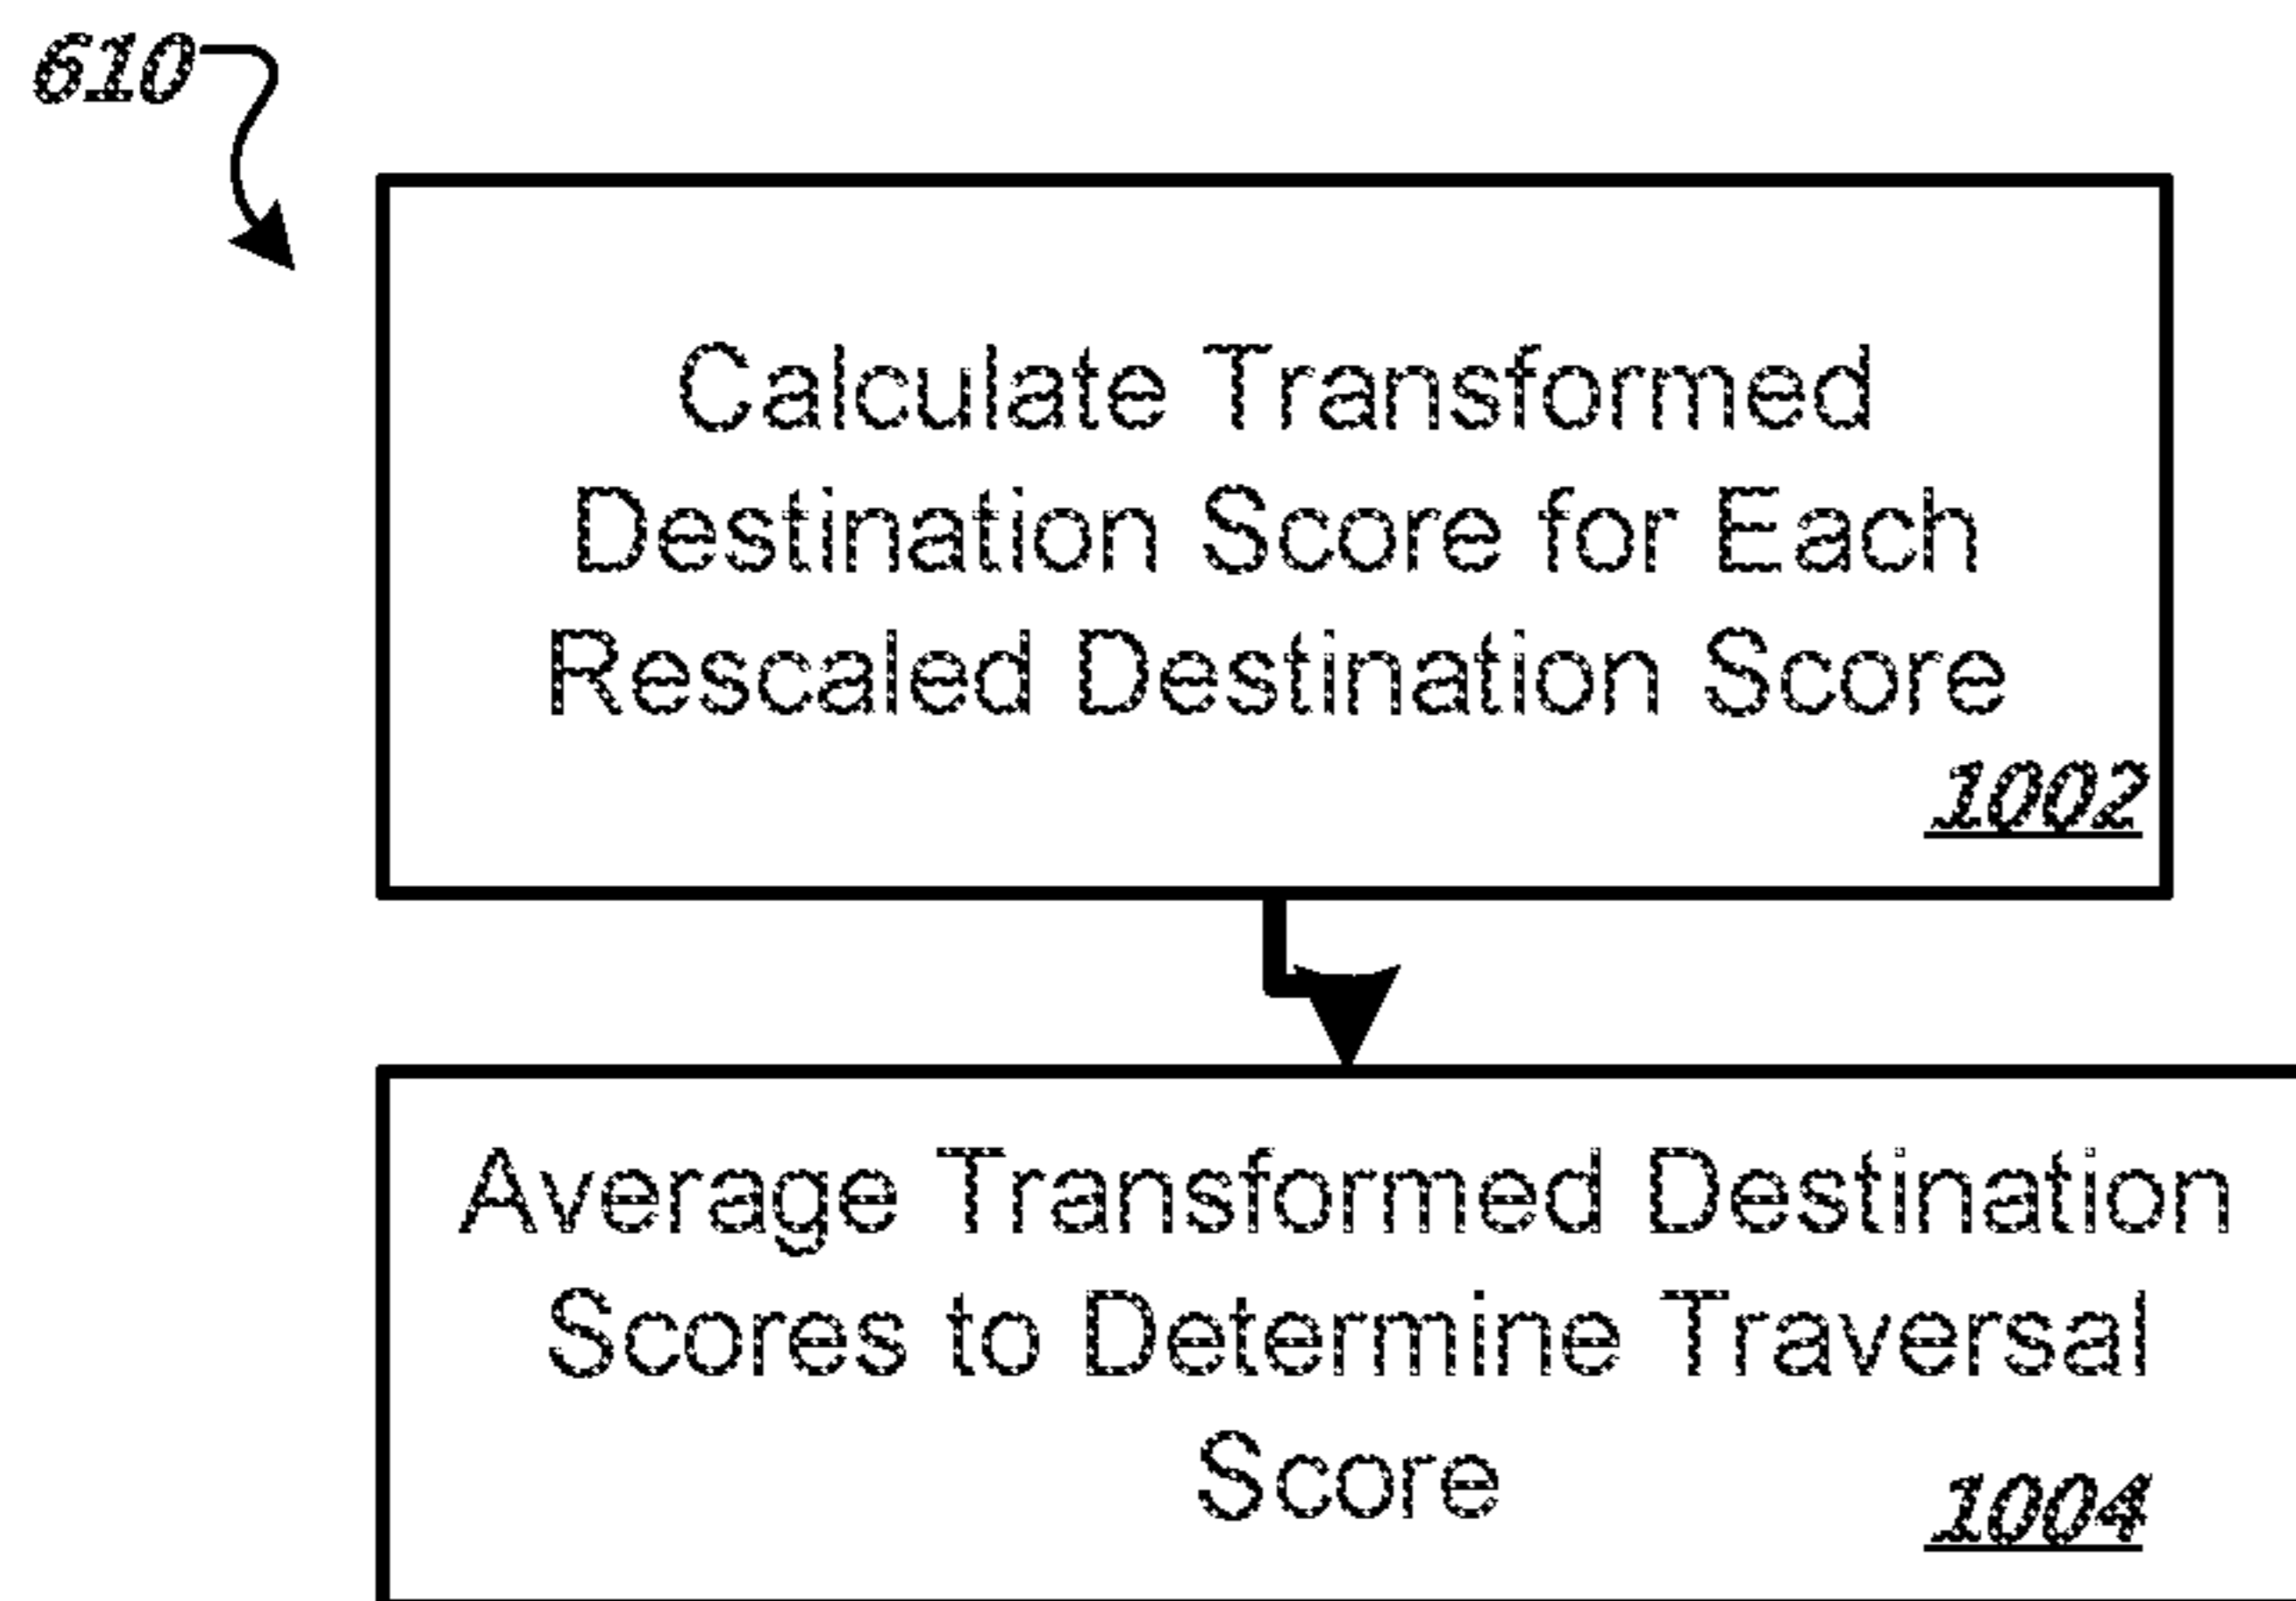 610
Calculate Transformed
Destination Score for Each
Rescaled Destination Score
1002
Average Transformed Destination
Scores to Determine Traversal
Score
1004